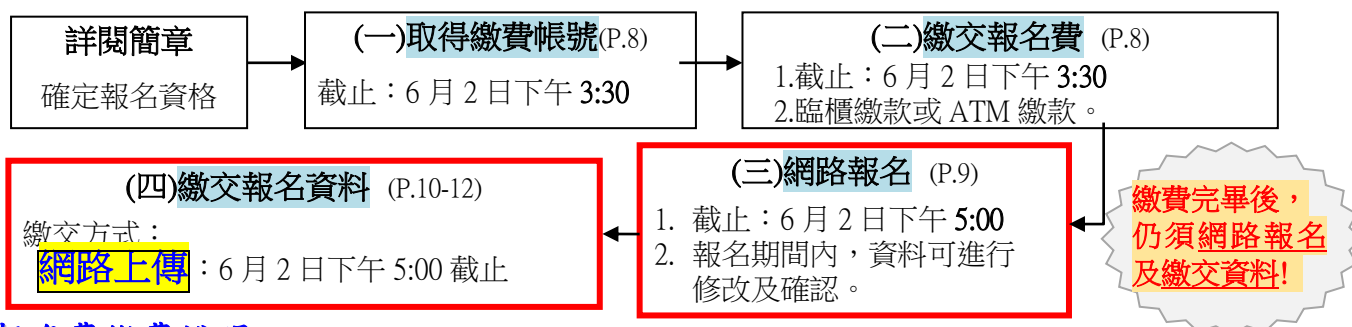 詳閱簡章
確定報名資格
(一)取得繳費帳號(P.8)
截止：6 月 2 日下午 3:30
(二)繳交報名費 (P.8)
1.截止：6 月 2 日下午 3:30
2.臨櫃繳款或 ATM 繳款。
(三)網路報名 (P.9)
1. 截止：6 月 2 日下午 5:00
2. 報名期間內，資料可進行
修改及確認。
繳費完畢後，
仍須網路報名
及繳交資料!
(四)繳交報名資料 (P.10-12)
繳交方式：
網路上傳：6 月 2 日下午 5:00 截止